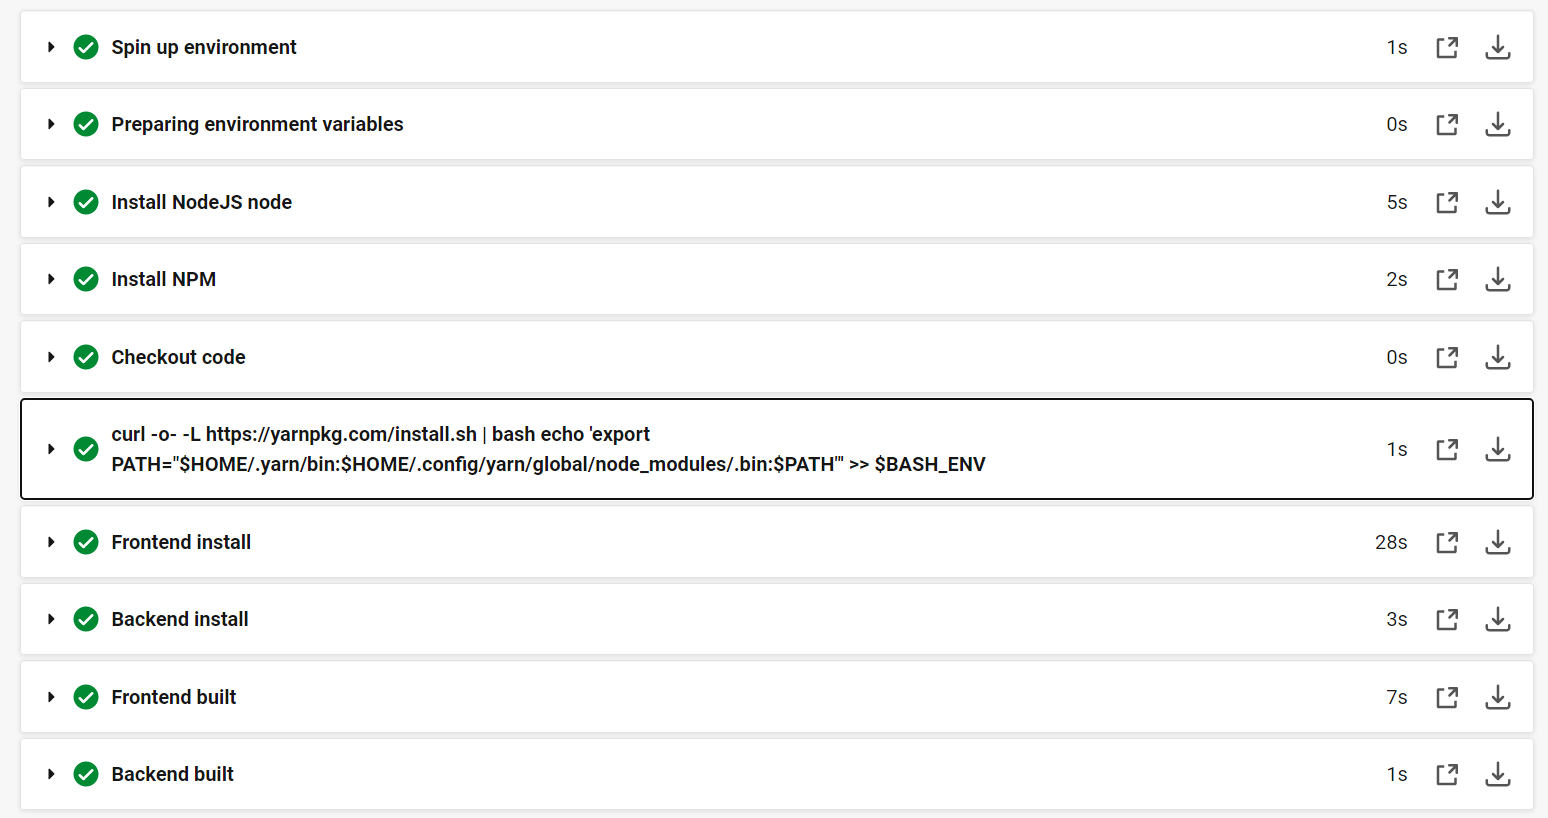 Spin up environment 1s
Preparing environment variables 0s
Install NodeJS node 5s
Install NPM 2s
Checkout code 0s
curl -o- -L https://yarnpkg.com/install.sh | bash echo 'export
PATH="$HOME/.yarn/bin:$HOME/.config/yarn/global/node_modules/.bin:$PATH"' >> $BASH_ENV 1s
Frontend install 28s
Backend install 3s
Frontend built 7s
Backend built 1s